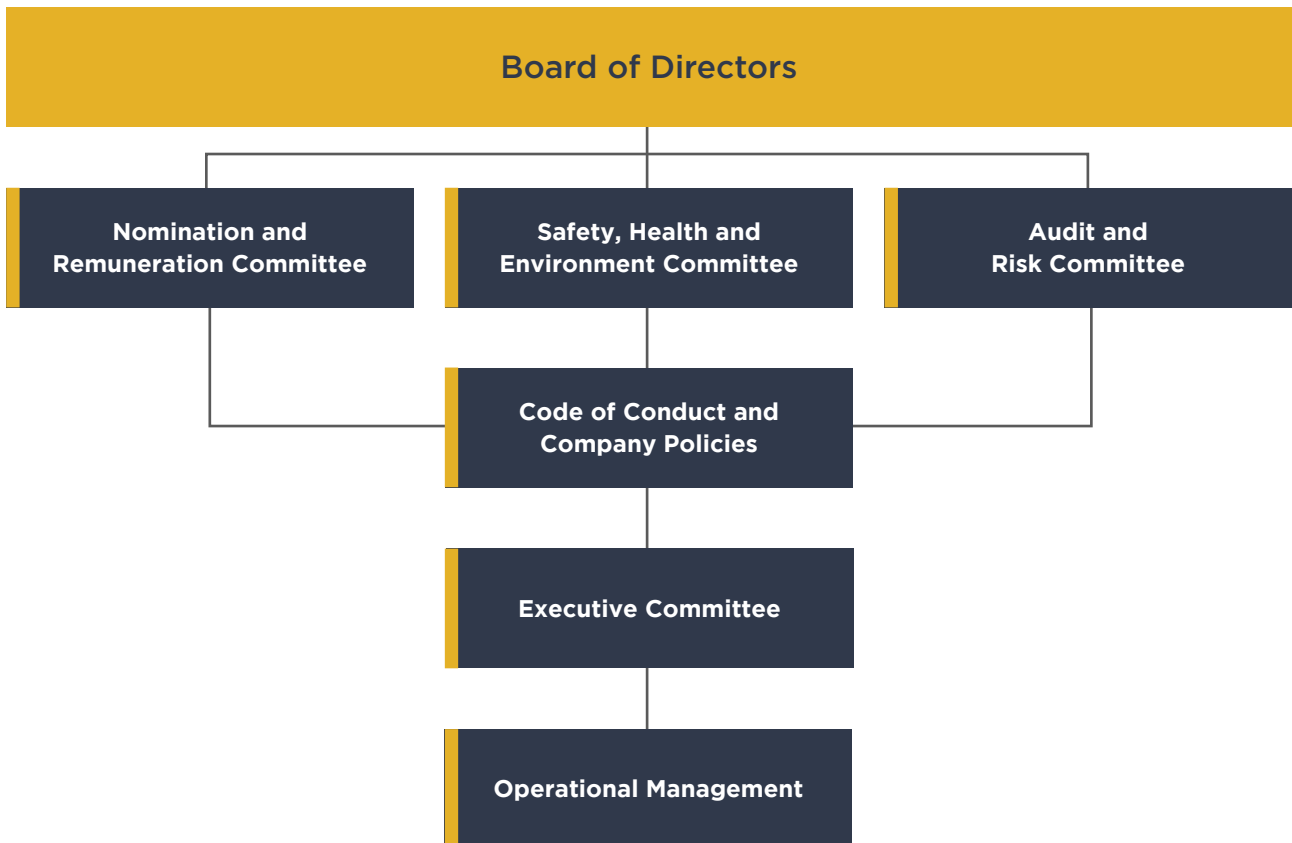 Board of Directors
Nomination and
Remuneration Committee
Safety, Health and
Environment Committee
Audit and
Risk Committee
Code of Conduct and
Company Policies
Executive Committee
Operational Management